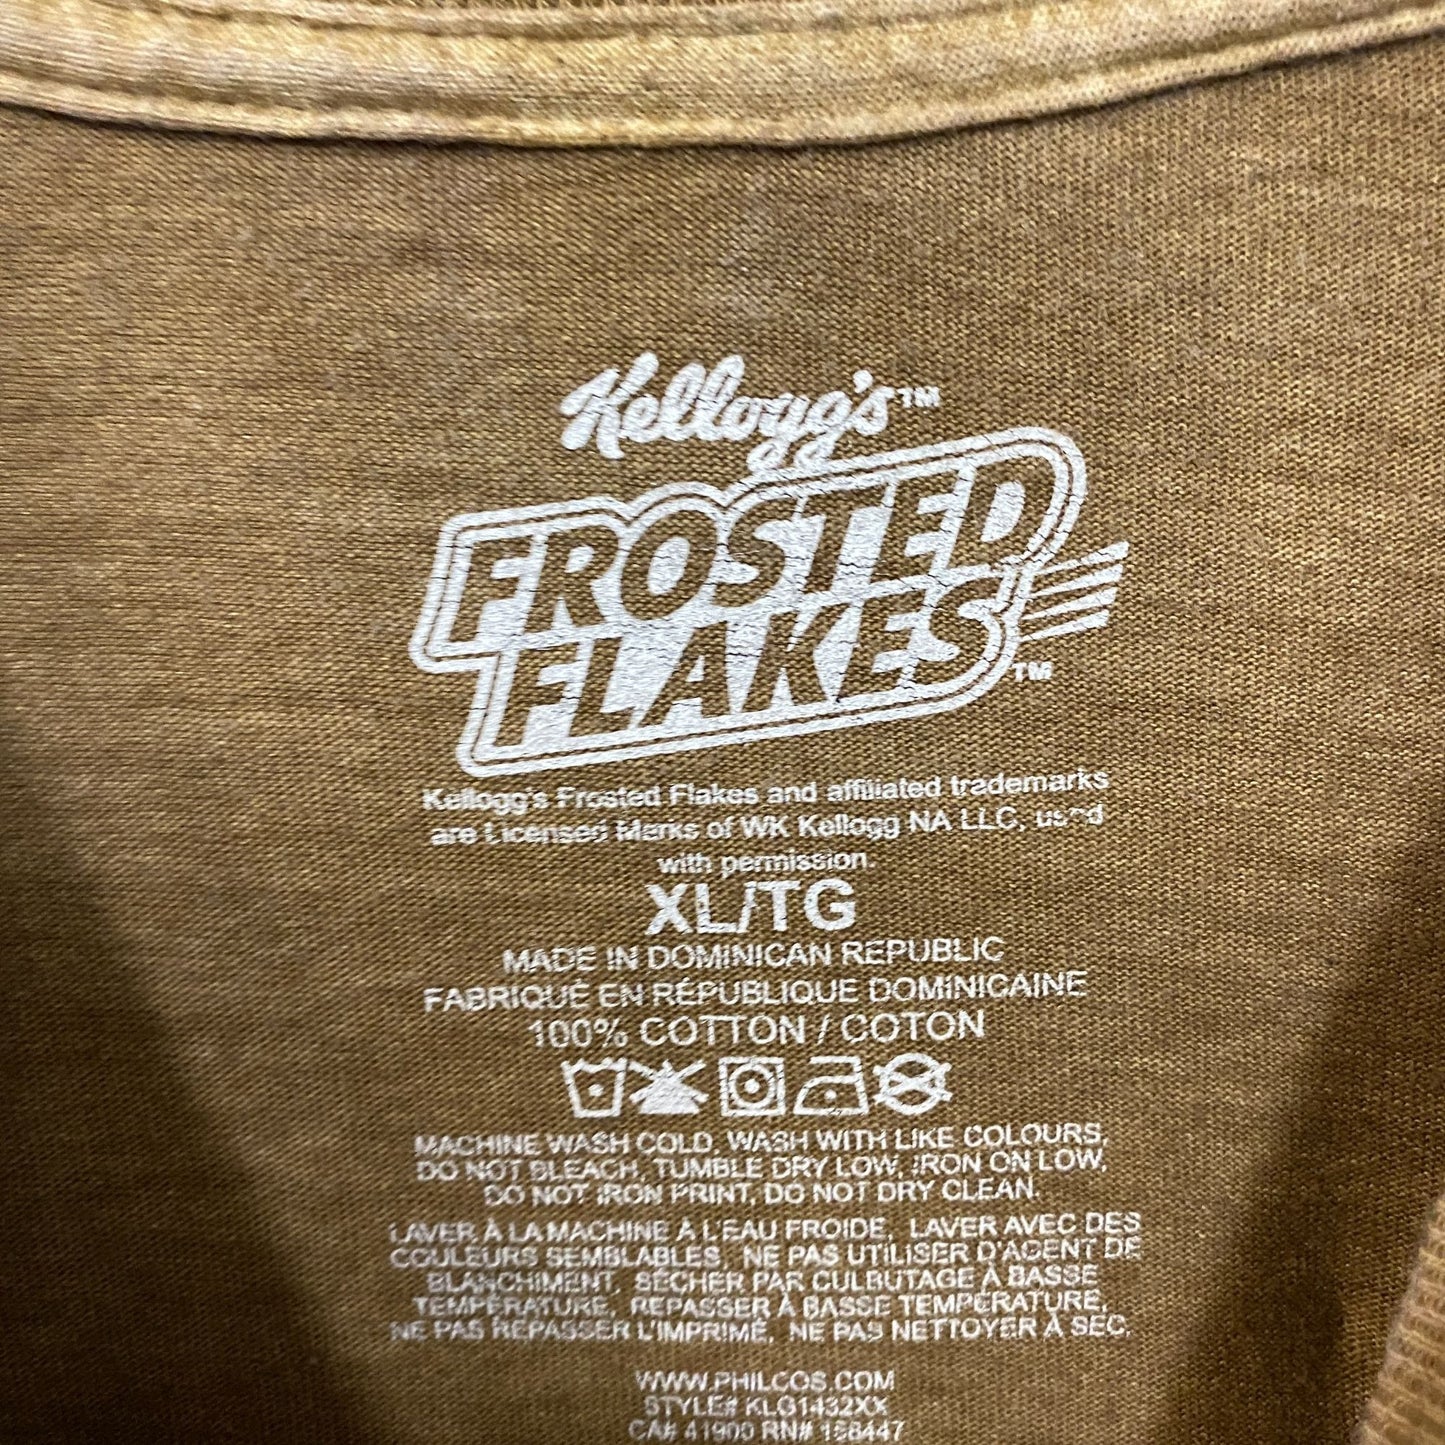 Kellogg's™
FROSTED
FLAKES™
Kellogg's Frosted Flakes and affiliated trademarks
are Licensed Marks of WK Kellogg NA LLC, used
with permission.
XL/TG
MADE IN DOMINICAN REPUBLIC
FABRIQUÉ EN RÉPUBLIQUE DOMINICAINE
100% COTTON / COTON
MACHINE WASH COLD, WASH WITH LIKE COLOURS,
DO NOT BLEACH, TUMBLE DRY LOW, IRON ON LOW,
DO NOT IRON PRINT, DO NOT DRY CLEAN.
LAVER À LA MACHINE À L'EAU FROIDE, LAVER AVEC DES
COULEURS SEMBLABLES, NE PAS UTILISER D'AGENT DE
BLANCHIMENT, SÉCHER PAR CULBUTAGE À BASSE
TEMPÉRATURE, REPASSER À BASSE TEMPÉRATURE,
NE PAS REPASSER L'IMPRIMÉ, NE PAS NETTOYER À SEC.
WWW.PHILCOS.COM
STYLE# KLG1432XX
CA# 41900 RN# 158447